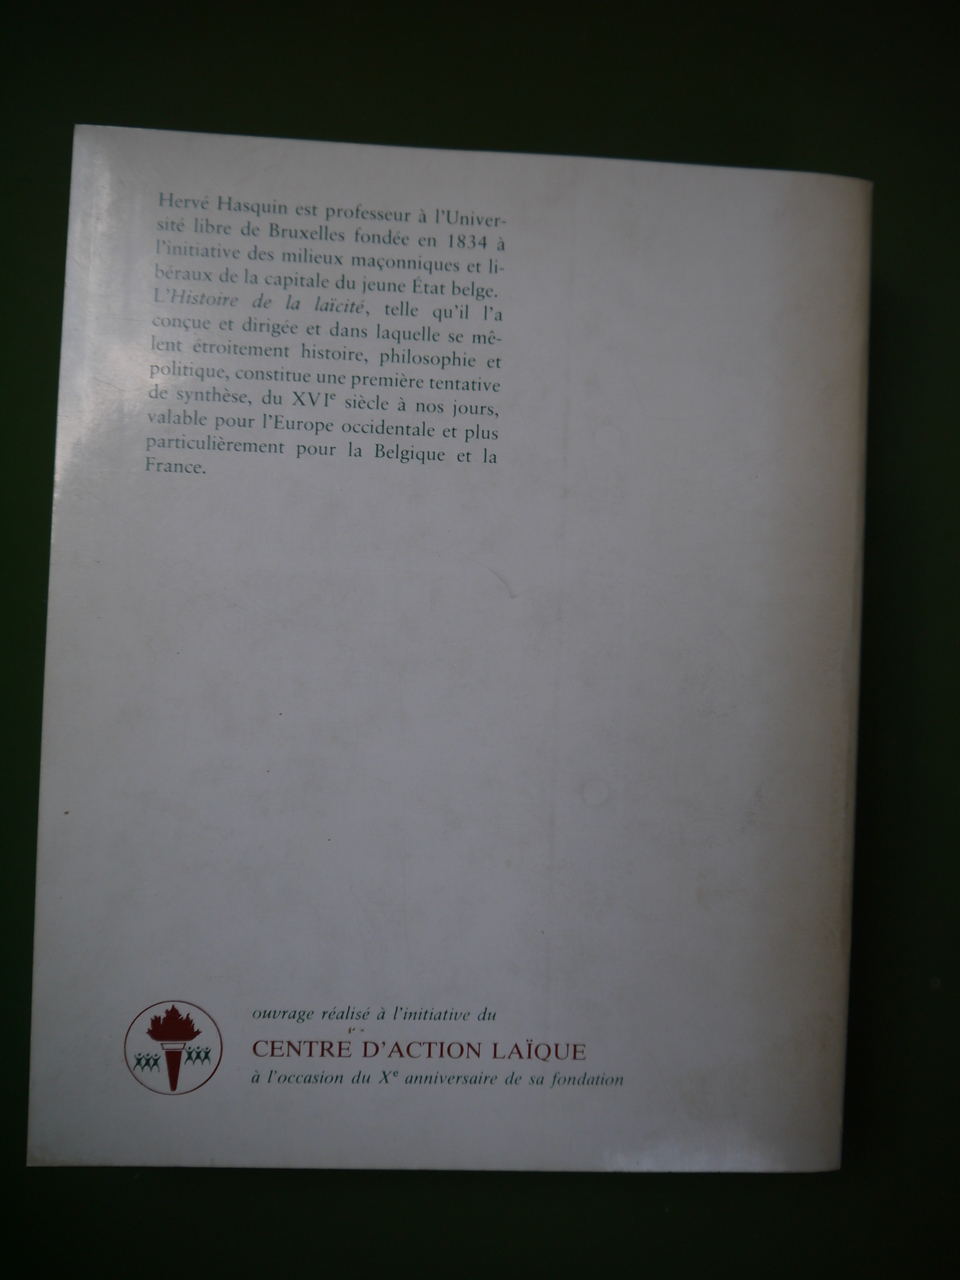 Hervé Hasquin est professeur à l'Univer-
sité libre de Bruxelles fondée en 1834 à
l'initiative des milieux maçonniques et li-
béraux de la capitale du jeune État belge.
L'Histoire de la laïcité, telle qu'il l'a
conçue et dirigée et dans laquelle se mê-
lent étroitement histoire, philosophie et
politique, constitue une première tentative
de synthèse, du XVIe siècle à nos jours,
valable pour l'Europe occidentale et plus
particulièrement pour la Belgique et la
France.
ouvrage réalisé à l'initiative du
CENTRE D'ACTION LAÏQUE
à l'occasion du Xe anniversaire de sa fondation